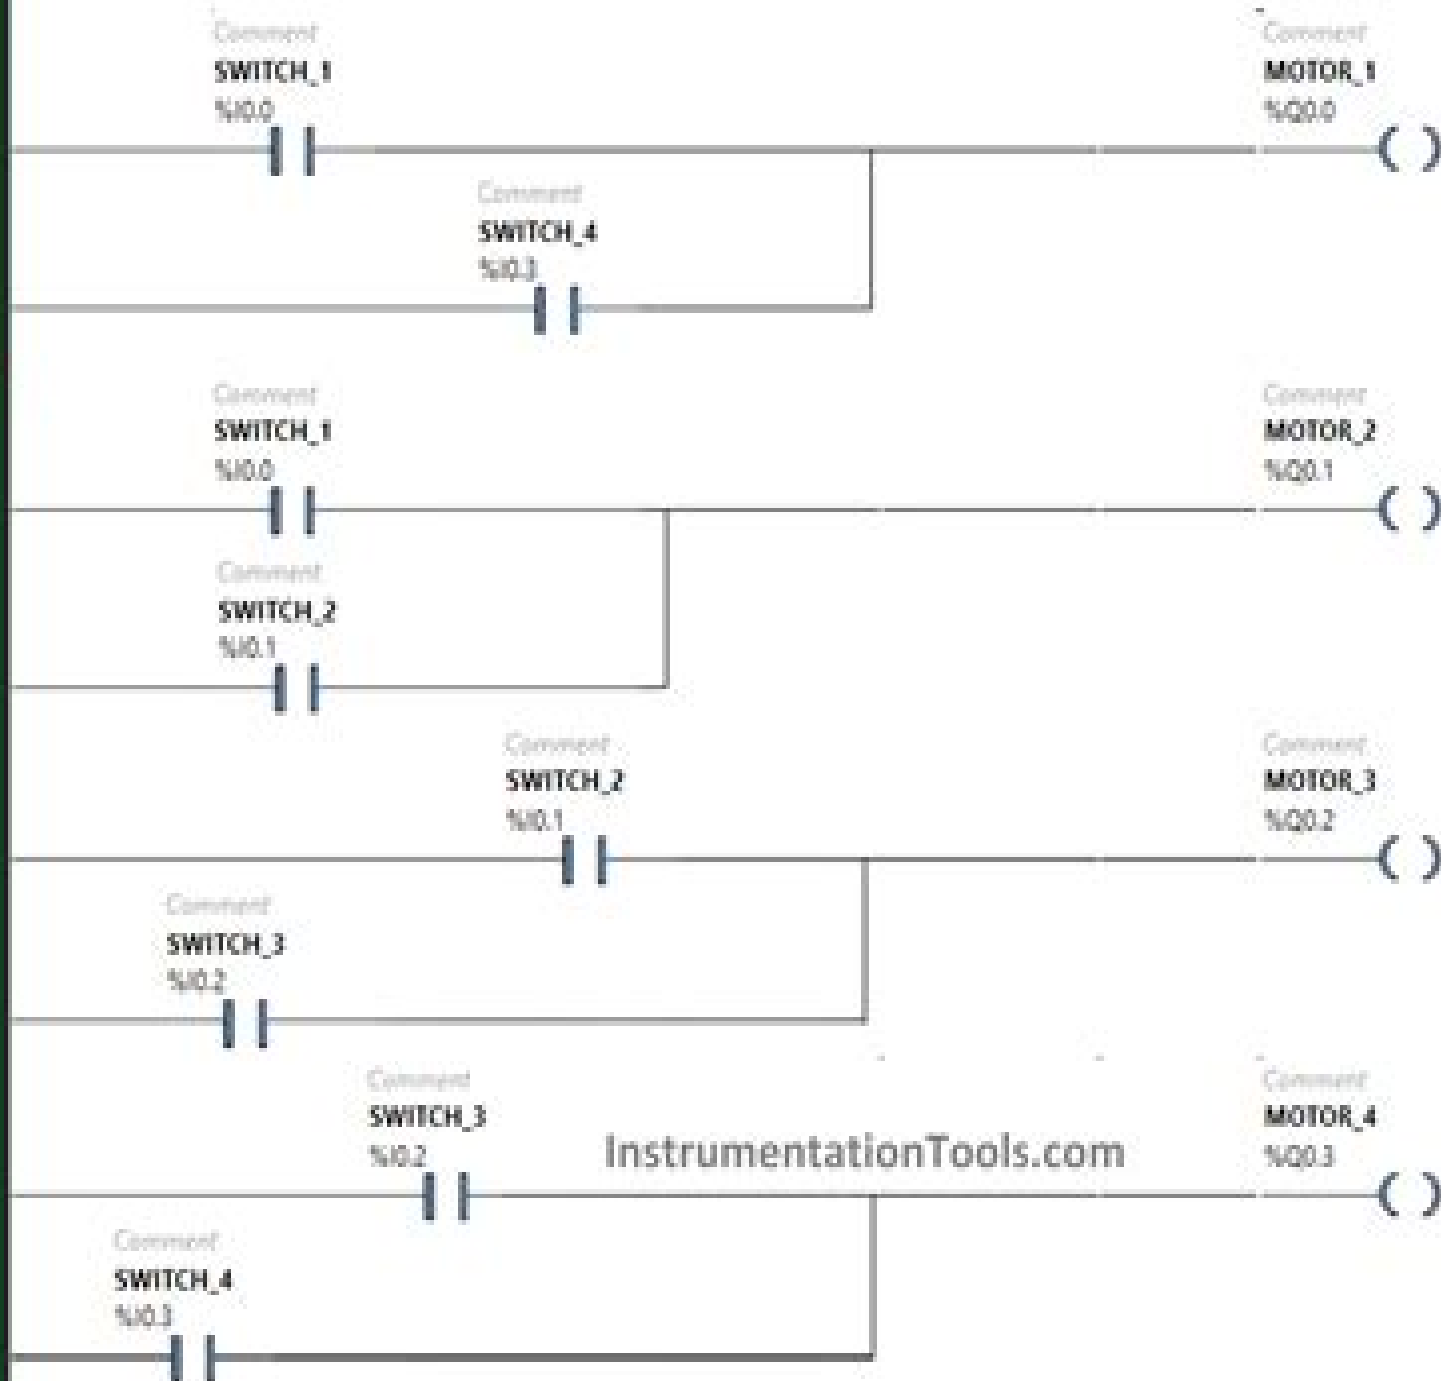 Comment
SWITCH_1
%I0.0
Comment
MOTOR_1
%Q0.0
Comment
SWITCH_4
%I0.3
Comment
SWITCH_1
%I0.0
Comment
MOTOR_2
%Q0.1
Comment
SWITCH_2
%I0.1
Comment
SWITCH_2
%I0.1
Comment
MOTOR_3
%Q0.2
Comment
SWITCH_3
%I0.2
Comment
SWITCH_3
%I0.2
InstrumentationTools.com
Comment
MOTOR_4
%Q0.3
Comment
SWITCH_4
%I0.3